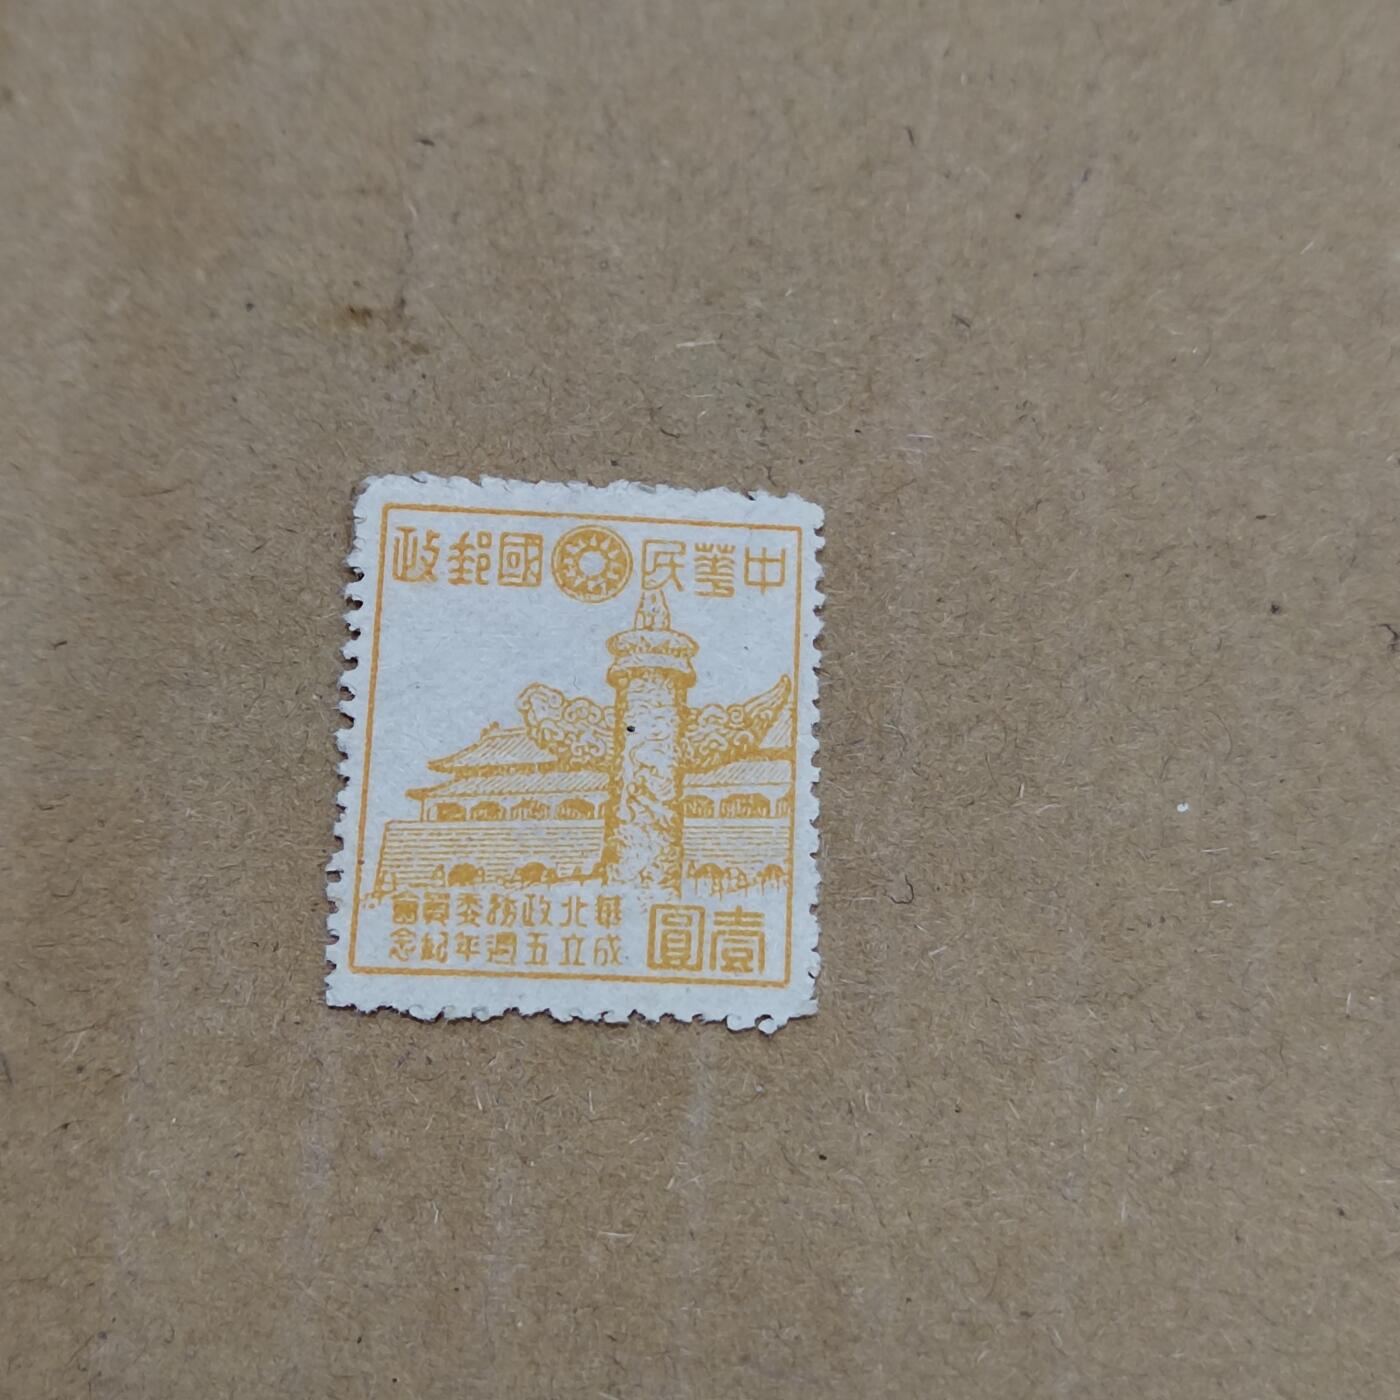 中華民國郵政
華北政務委員會
成立五週年紀念
壹圓